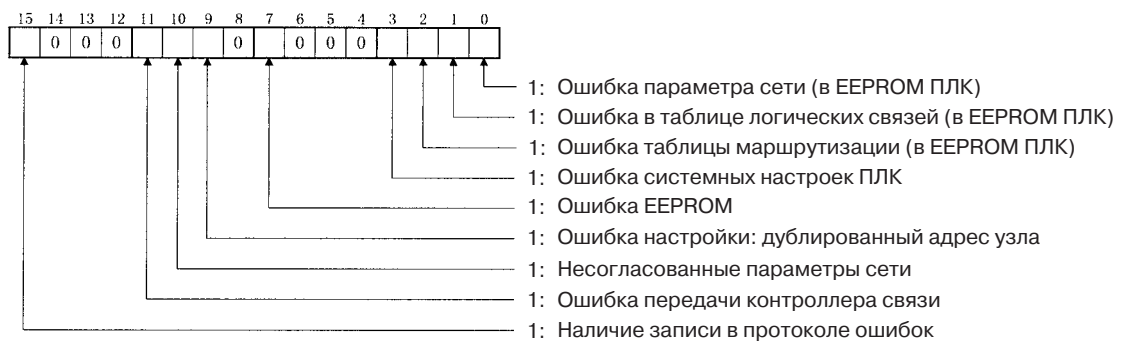 15 14 13 12 11 10 9 8 7 6 5 4 3 2 1 0
0 0 0 0 0 0 0
1: Ошибка параметра сети (в EEPROM ПЛК)
1: Ошибка в таблице логических связей (в EEPROM ПЛК)
1: Ошибка таблицы маршрутизации (в EEPROM ПЛК)
1: Ошибка системных настроек ПЛК
1: Ошибка EEPROM
1: Ошибка настройки: дублированный адрес узла
1: Несогласованные параметры сети
1: Ошибка передачи контроллера связи
1: Наличие записи в протоколе ошибок